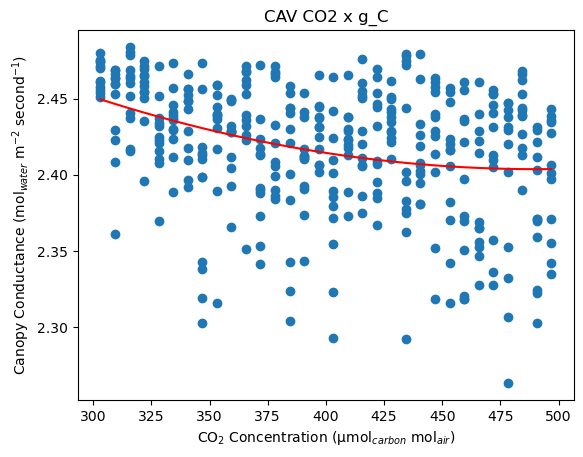 CAV CO2 x g_C
Canopy Conductance (mol_water m⁻² second⁻¹)
2.45
2.40
2.35
2.30
300 325 350 375 400 425 450 475 500
CO₂ Concentration (μmol_carbon mol_air)